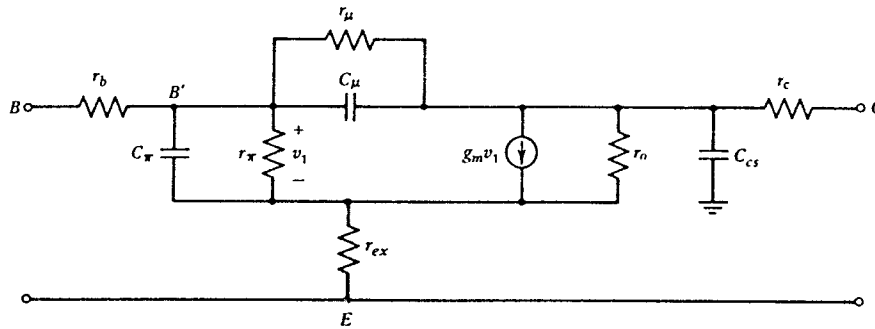 r_μ
r_b
B
B'
C_μ
r_c
C_π
r_π
+
v_1
−
g_m v_1
r_o
C_cs
r_ex
E